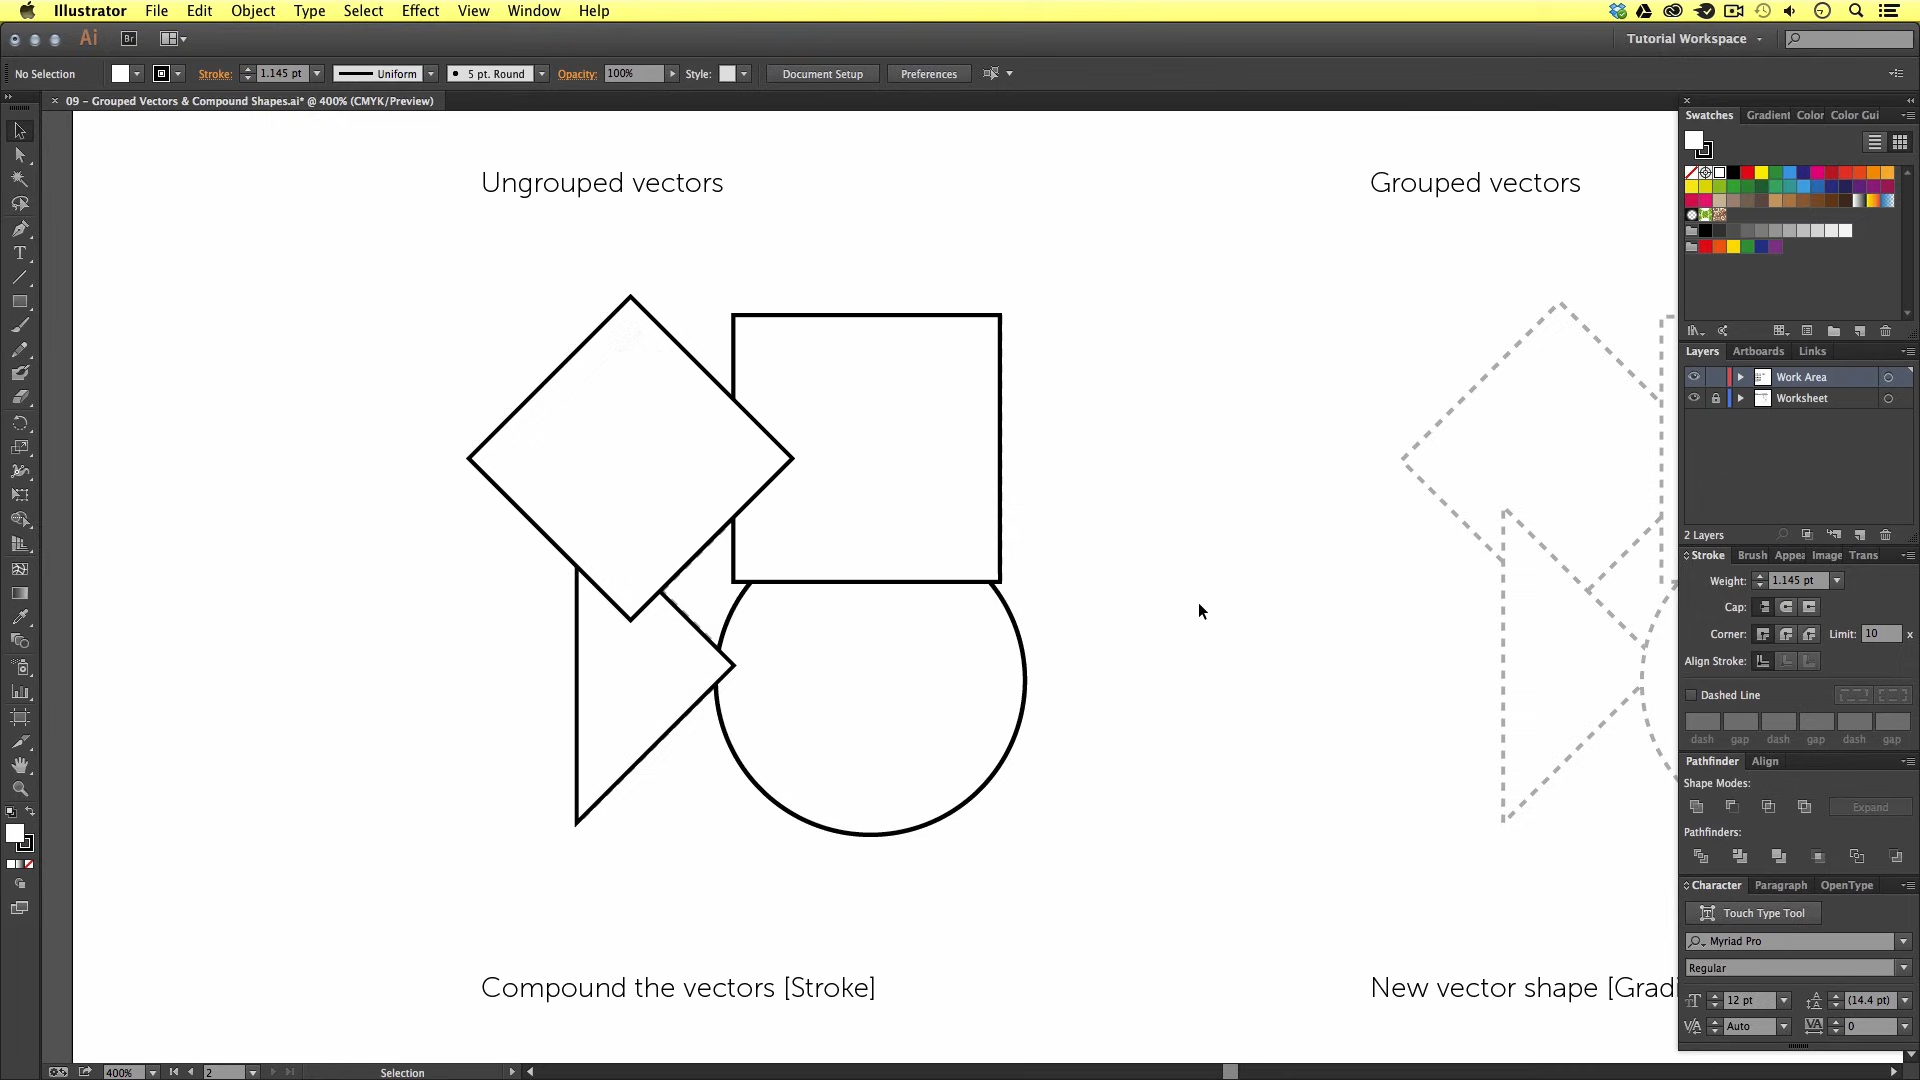 Illustrator File Edit Object Type Select Effect View Window Help
Ai Br Tutorial Workspace
No Selection Stroke: 1.145 pt Uniform 5 pt. Round Opacity: 100% Style: Document Setup Preferences
09 - Grouped Vectors & Compound Shapes.ai* @ 400% (CMYK/Preview)
Swatches Gradient Color Color Gui
Ungrouped vectors
Grouped vectors
Layers Artboards Links
Work Area
Worksheet
2 Layers
Stroke Brush Appea Image Trans
Weight: 1.145 pt
Cap:
Corner: Limit: 10 x
Align Stroke:
Dashed Line
dash gap dash gap dash gap
Pathfinder Align
Shape Modes:
Expand
Pathfinders:
Character Paragraph OpenType
Touch Type Tool
Myriad Pro
Regular
12 pt (14.4 pt)
Auto 0
Compound the vectors [Stroke]
New vector shape [Gradi
400% 2 Selection